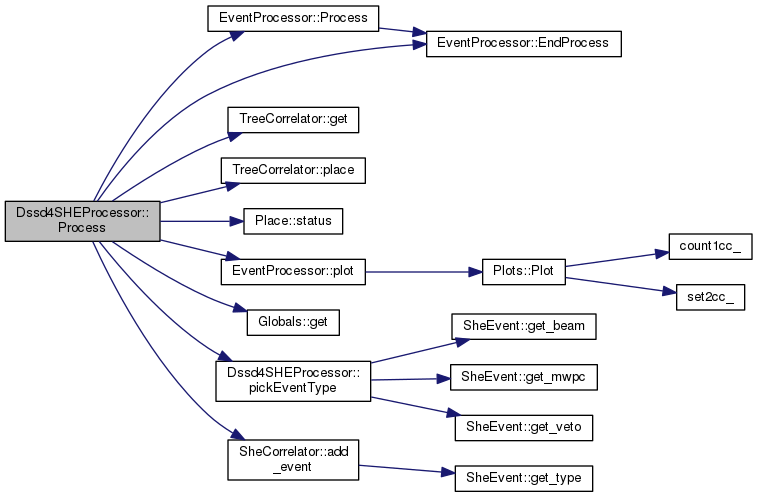 EventProcessor::Process
EventProcessor::EndProcess
TreeCorrelator::get
TreeCorrelator::place
Dssd4SHEProcessor::
Process
Place::status
EventProcessor::plot
Plots::Plot
count1cc_
set2cc_
Globals::get
Dssd4SHEProcessor::
pickEventType
SheEvent::get_beam
SheEvent::get_mwpc
SheEvent::get_veto
SheCorrelator::add
_event
SheEvent::get_type